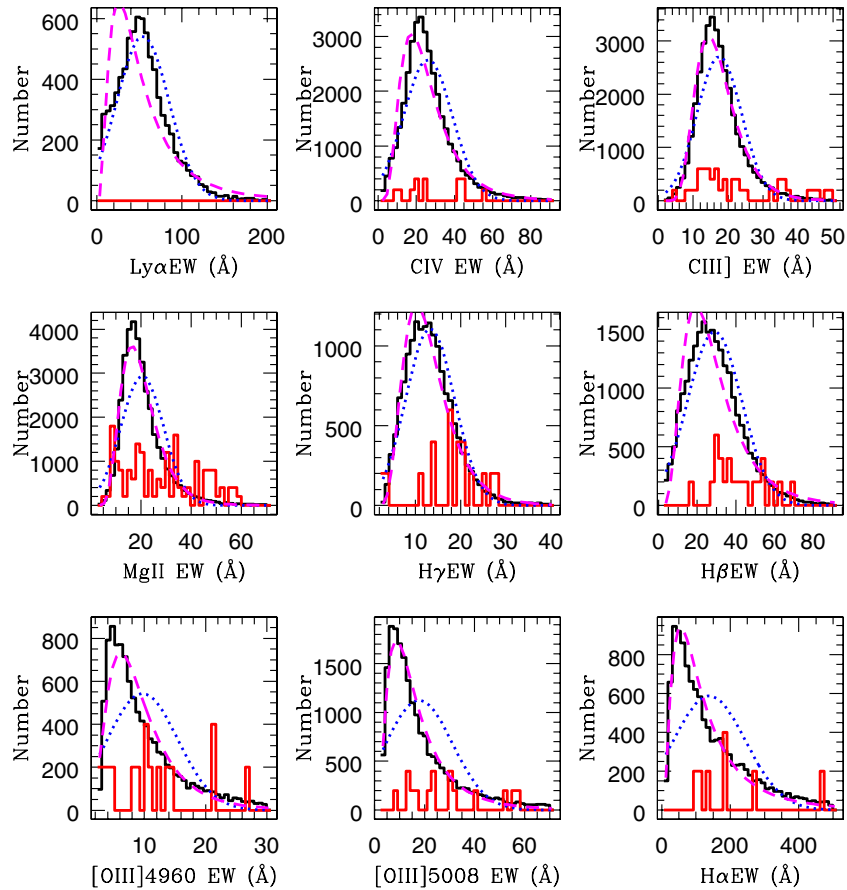 600
400
200
0
Number
0 100 200
LyαEW (Å)
3000
2000
1000
0
Number
0 20 40 60 80
CIV EW (Å)
3000
2000
1000
0
Number
10 20 30 40 50
CIII] EW (Å)
4000
3000
2000
1000
0
Number
20 40 60
MgII EW (Å)
1000
500
0
Number
10 20 30 40
HγEW (Å)
1500
1000
500
0
Number
0 20 40 60 80
HβEW (Å)
800
600
400
200
0
Number
10 20 30
[OIII]4960 EW (Å)
1500
1000
500
0
Number
0 20 40 60
[OIII]5008 EW (Å)
800
600
400
200
0
Number
0 200 400
HαEW (Å)